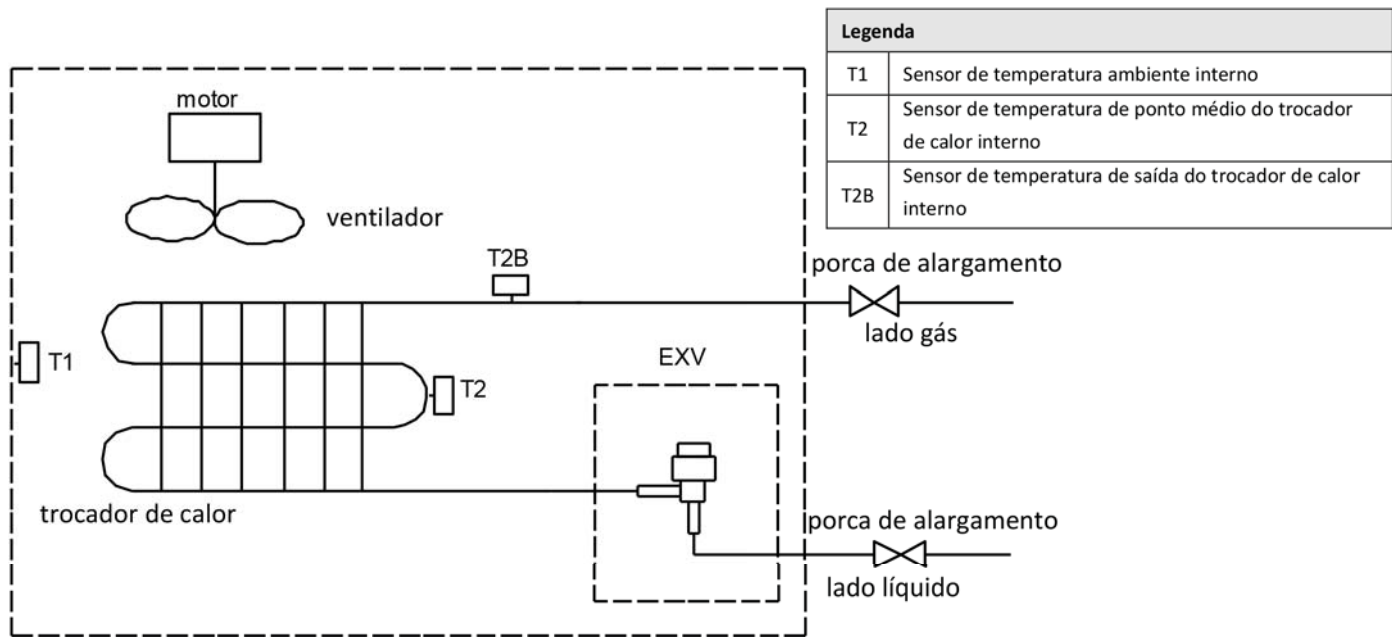 Legenda
T1 Sensor de temperatura ambiente interno
T2 Sensor de temperatura de ponto médio do trocador
de calor interno
T2B Sensor de temperatura de saída do trocador de calor
interno
motor
ventilador
T2B
porca de alargamento
lado gás
T1
EXV
T2
trocador de calor
porca de alargamento
lado líquido